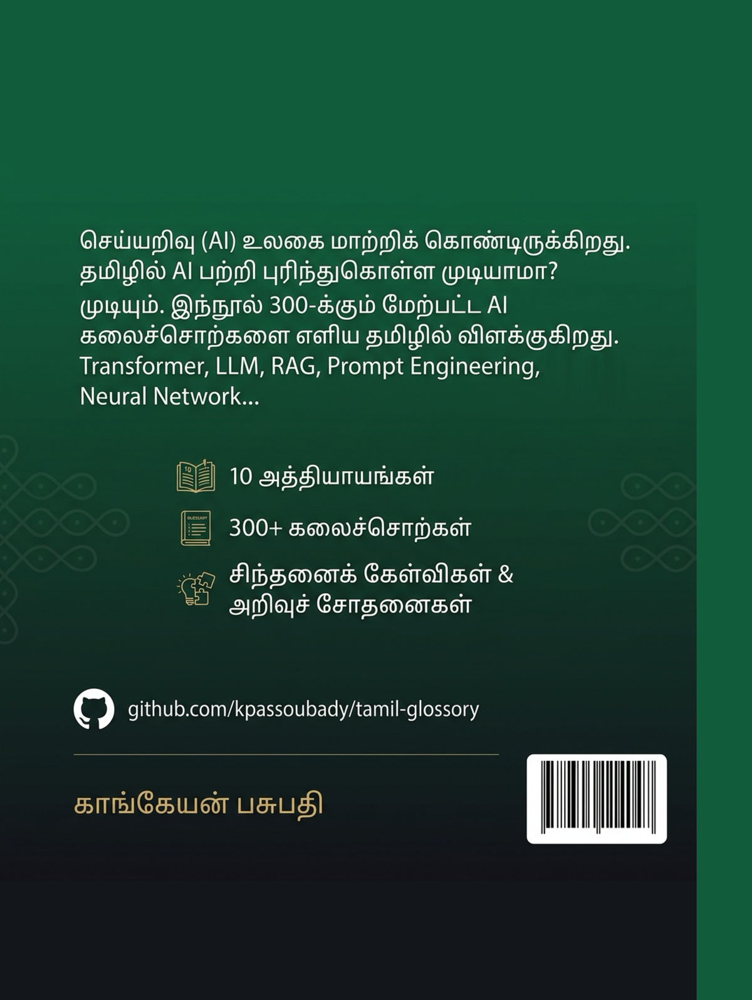 செய்யறிவு (AI) உலகை மாற்றிக் கொண்டிருக்கிறது.
தமிழில் AI பற்றி புரிந்துகொள்ள முடியாமா?
முடியும். இந்நூல் 300-க்கும் மேற்பட்ட AI
கலைச்சொற்களை எளிய தமிழில் விளக்குகிறது.
Transformer, LLM, RAG, Prompt Engineering,
Neural Network...
10
10 அத்தியாயங்கள்
300+ கலைச்சொற்கள்
சிந்தனைக் கேள்விகள் &
அறிவுச் சோதனைகள்
github.com/kpassoubady/tamil-glossory
காங்கேயன் பசுபதி